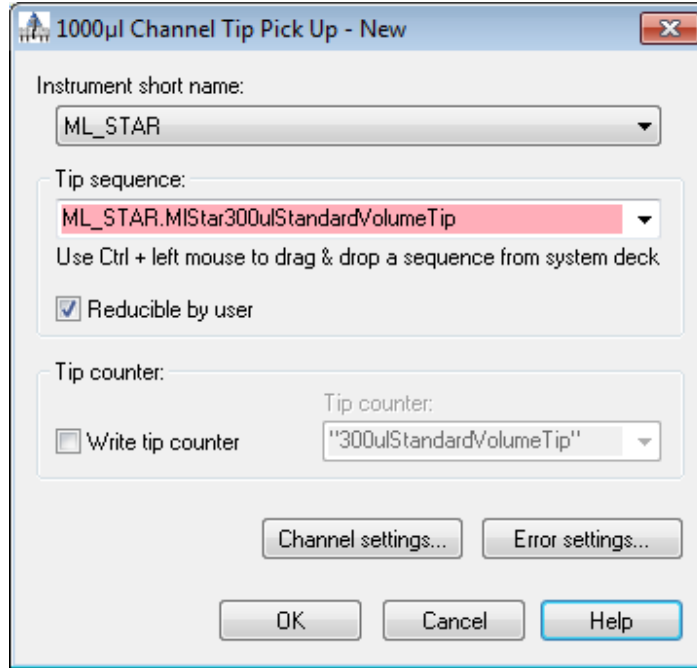 1000µl Channel Tip Pick Up - New
Instrument short name:
ML_STAR
Tip sequence:
ML_STAR.MlStar300ulStandardVolumeTip
Use Ctrl + left mouse to drag & drop a sequence from system deck
Reducible by user
Tip counter:
Tip counter:
Write tip counter "300ulStandardVolumeTip"
Channel settings... Error settings...
OK Cancel Help